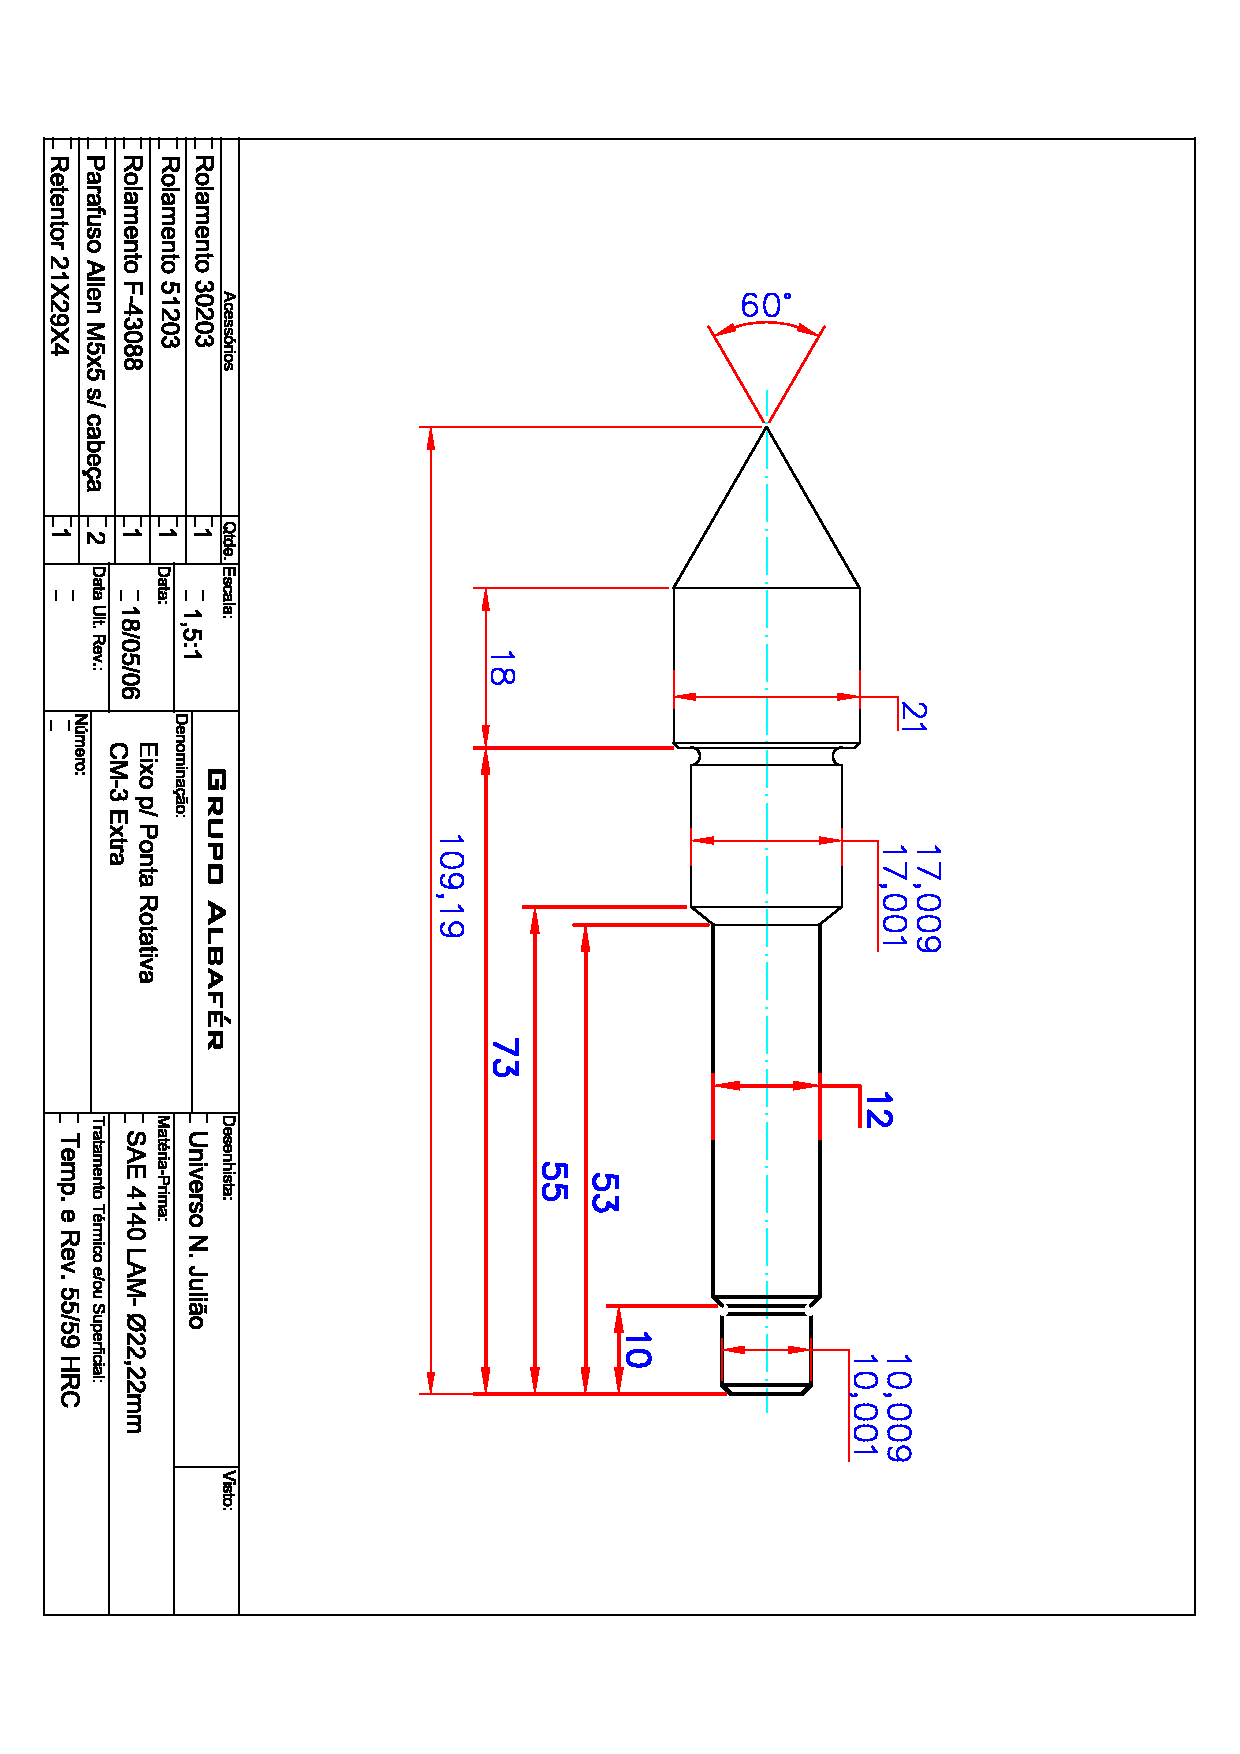 60°
21
18
17,009
17,001
109,19
73
12
55
53
10
10,009
10,001
Acessórios
Qtde.
_ Rolamento 30203 _ 1
_ Rolamento 51203 _ 1
_ Rolamento F-43088 _ 1
_ Parafuso Allen M5x5 s/ cabeça _ 2
_ Retentor 21X29X4 _ 1
Escala:
_ 1,5:1
Data:
_ 18/05/06
Data Ult. Rev.:
_
_
GRUPO ALBAFÉR
Denominação:
Eixo p/ Ponta Rotativa
CM-3 Extra
Número:
_
_
Desenhista:
_ Universo N. Julião
Matéria-Prima:
_ SAE 4140 LAM- Ø22,22mm
Tratamento Térmico e/ou Superficial:
_ Temp. e Rev. 55/59 HRC
Visto: